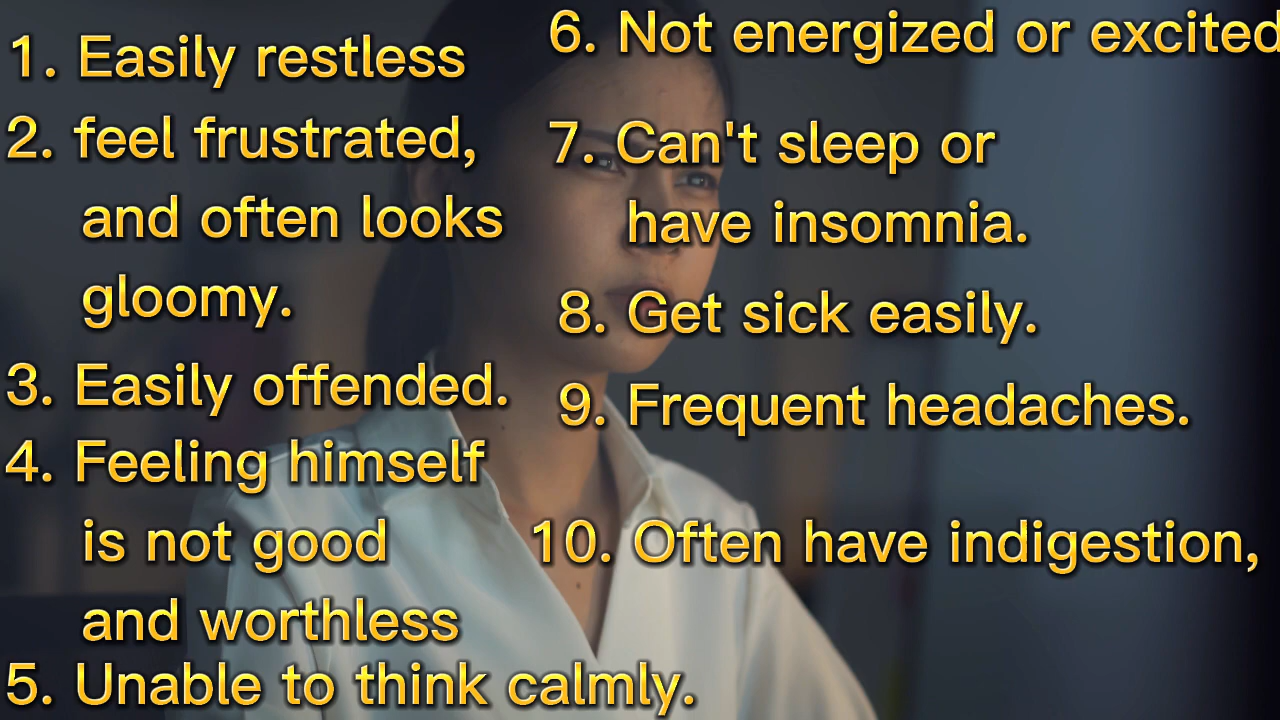 1. Easily restless
2. feel frustrated,
and often looks
gloomy.
3. Easily offended.
4. Feeling himself
is not good
and worthless
5. Unable to think calmly.
6. Not energized or excited
7. Can't sleep or
have insomnia.
8. Get sick easily.
9. Frequent headaches.
10. Often have indigestion,